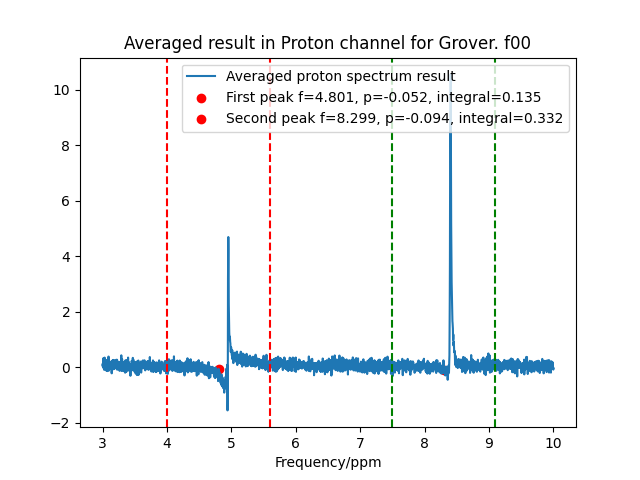 Averaged result in Proton channel for Grover. f00
Averaged proton spectrum result
First peak f=4.801, p=-0.052, integral=0.135
Second peak f=8.299, p=-0.094, integral=0.332
10
8
6
4
2
0
−2
3 4 5 6 7 8 9 10
Frequency/ppm